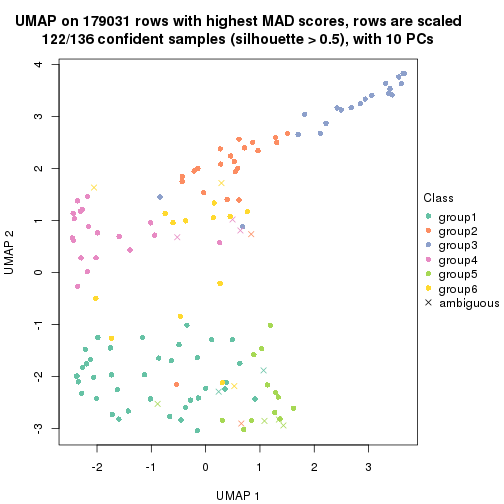 UMAP on 179031 rows with highest MAD scores, rows are scaled
122/136 confident samples (silhouette > 0.5), with 10 PCs
4
3
2
1
0
-1
-2
-3
UMAP 2
-2
-1
0
1
2
3
UMAP 1
Class
group1
group2
group3
group4
group5
group6
ambiguous